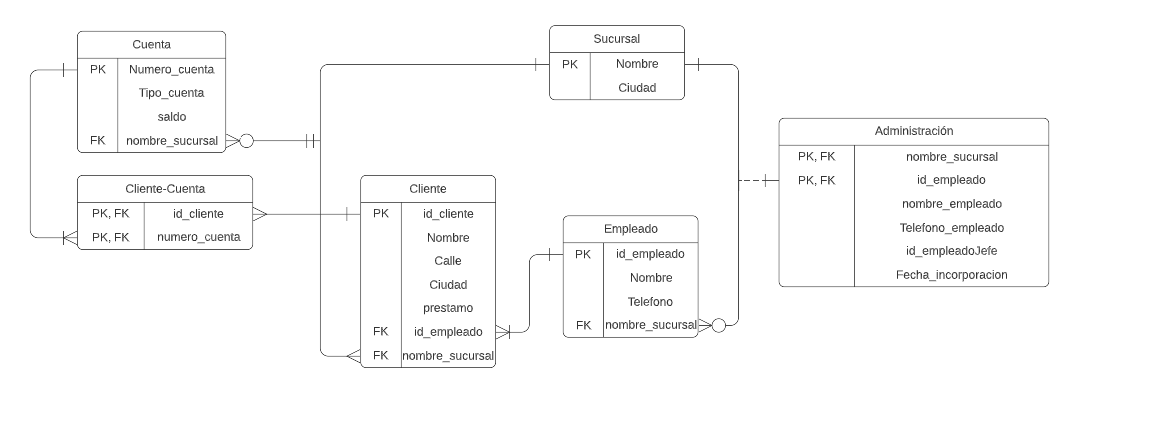 Cuenta
PK Numero_cuenta
Tipo_cuenta
saldo
FK nombre_sucursal
Cliente-Cuenta
PK, FK id_cliente
PK, FK numero_cuenta
Cliente
PK id_cliente
Nombre
Calle
Ciudad
prestamo
FK id_empleado
FK nombre_sucursal
Sucursal
PK Nombre
Ciudad
Empleado
PK id_empleado
Nombre
Telefono
FK nombre_sucursal
Administración
PK, FK nombre_sucursal
PK, FK id_empleado
nombre_empleado
Telefono_empleado
id_empleadoJefe
Fecha_incorporacion